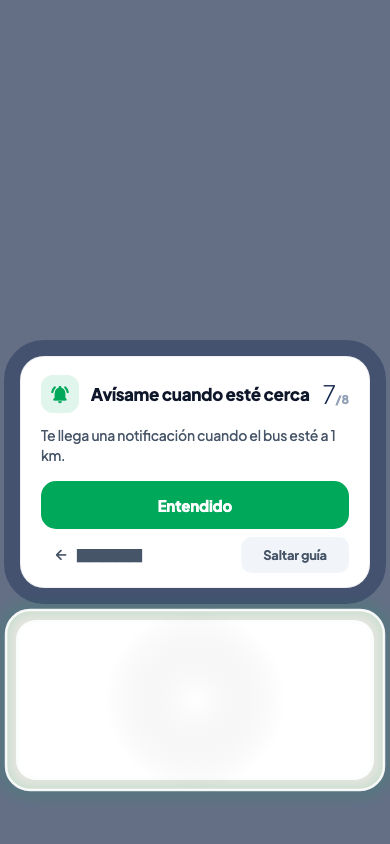 Avísame cuando esté cerca
7/8
Te llega una notificación cuando el bus esté a 1
km.
Entendido
Saltar guía